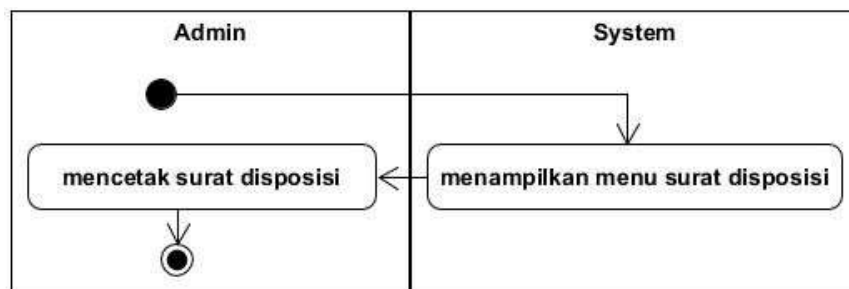 Admin
System
mencetak surat disposisi
menampilkan menu surat disposisi